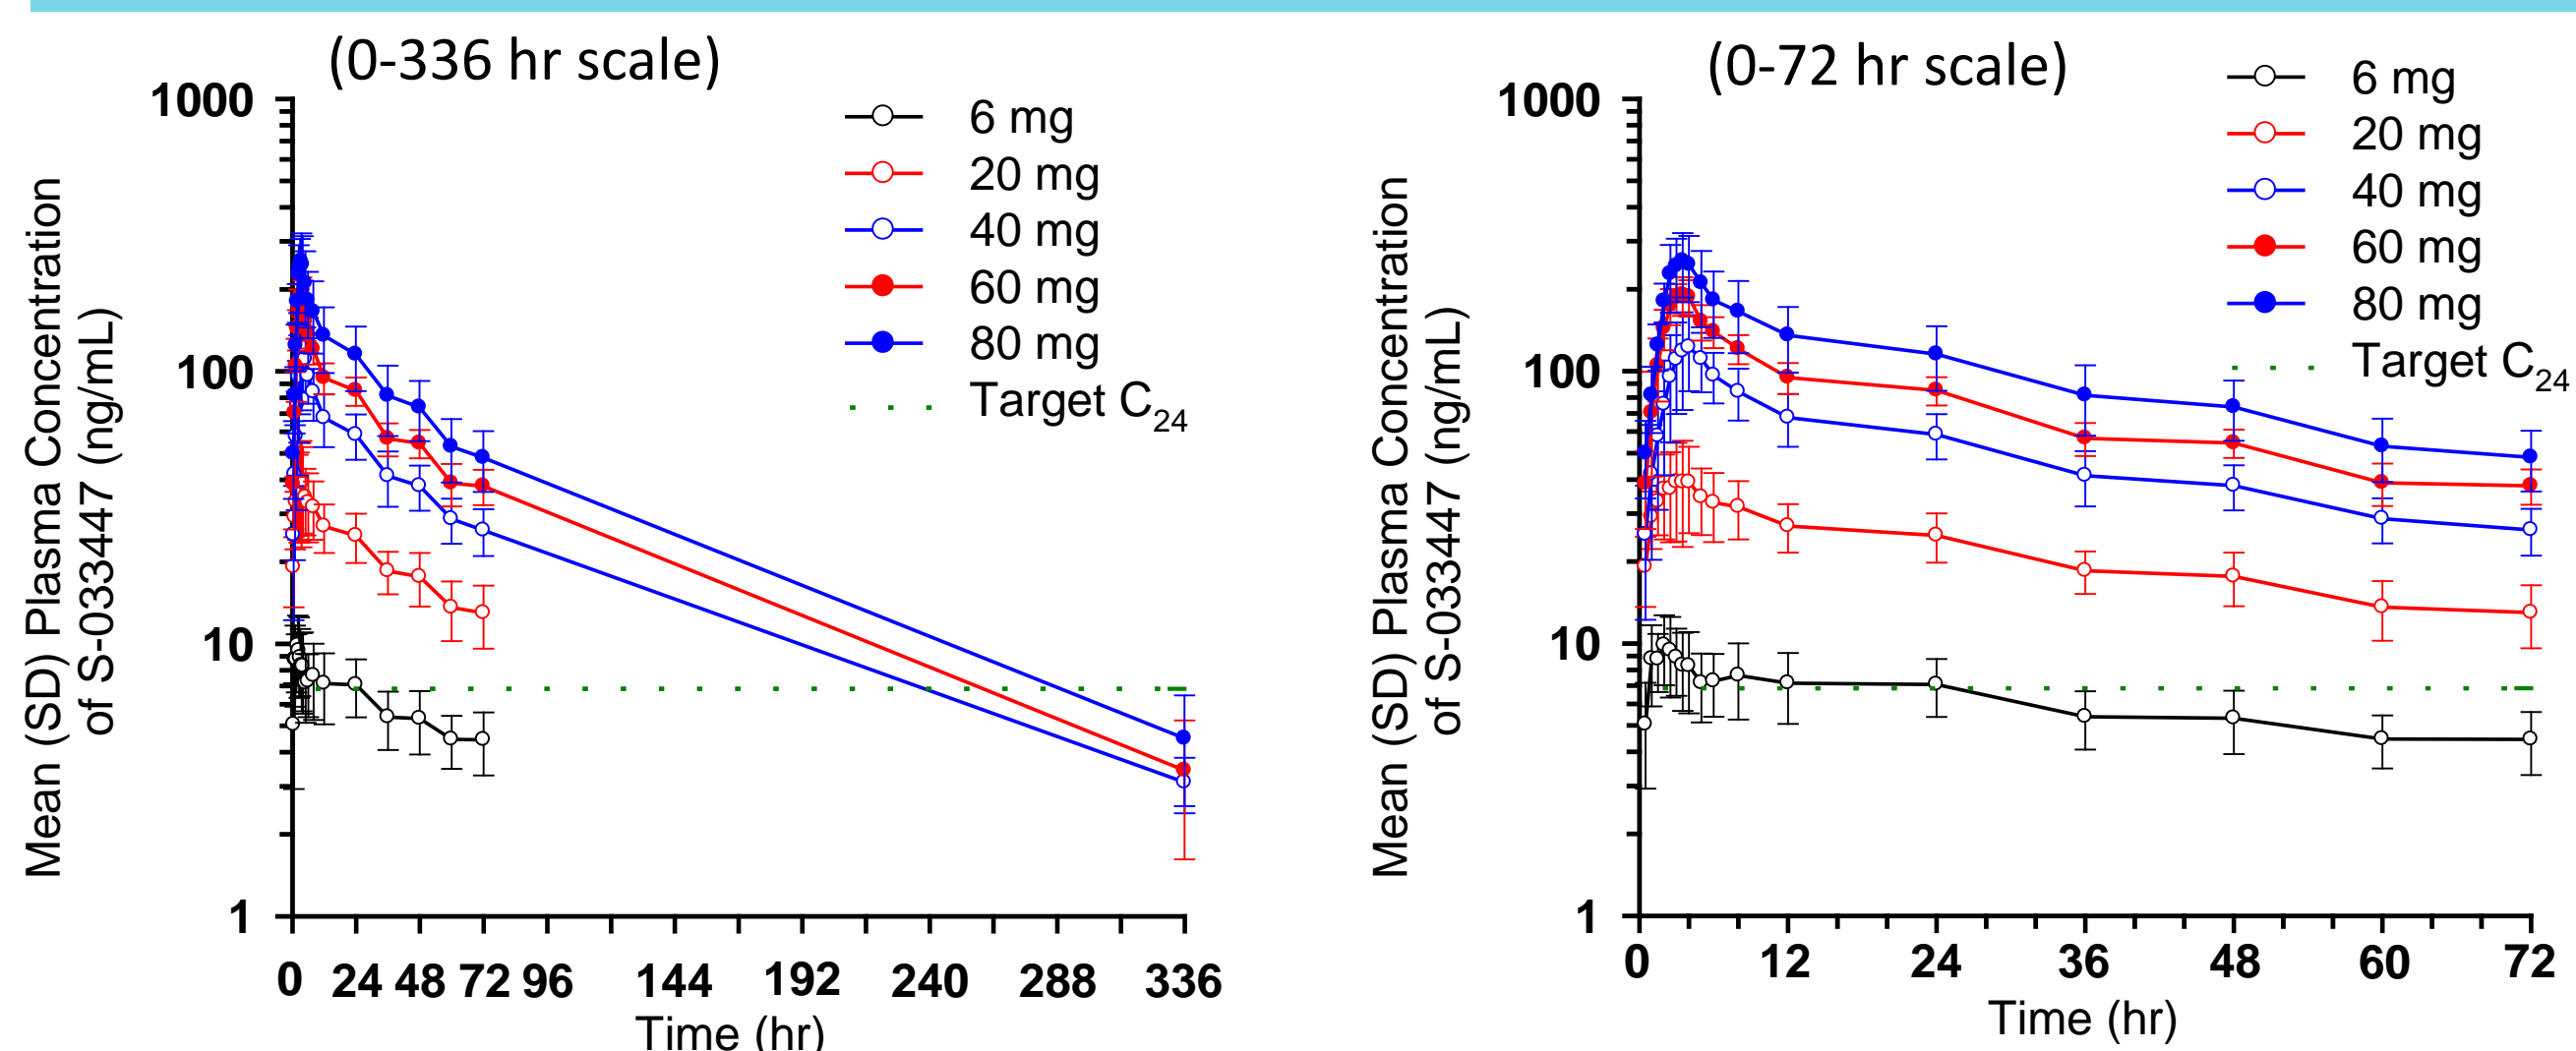 (0-336 hr scale)
1000
100
10
1
Mean (SD) Plasma Concentration
of S-033447 (ng/mL)
6 mg
20 mg
40 mg
60 mg
80 mg
Target C24
0 24 48 72 96 144 192 240 288 336
Time (hr)
(0-72 hr scale)
1000
100
10
1
Mean (SD) Plasma Concentration
of S-033447 (ng/mL)
6 mg
20 mg
40 mg
60 mg
80 mg
Target C24
0 12 24 36 48 60 72
Time (hr)